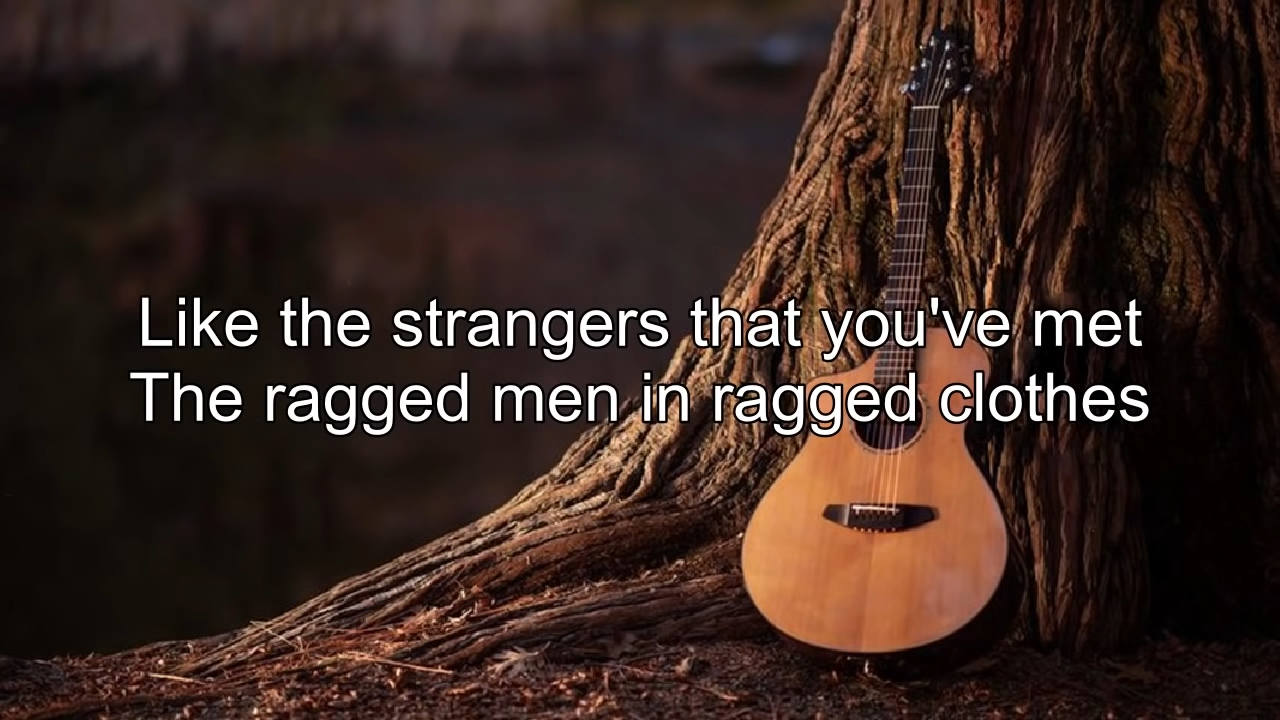 Like the strangers that you've met
The ragged men in ragged clothes